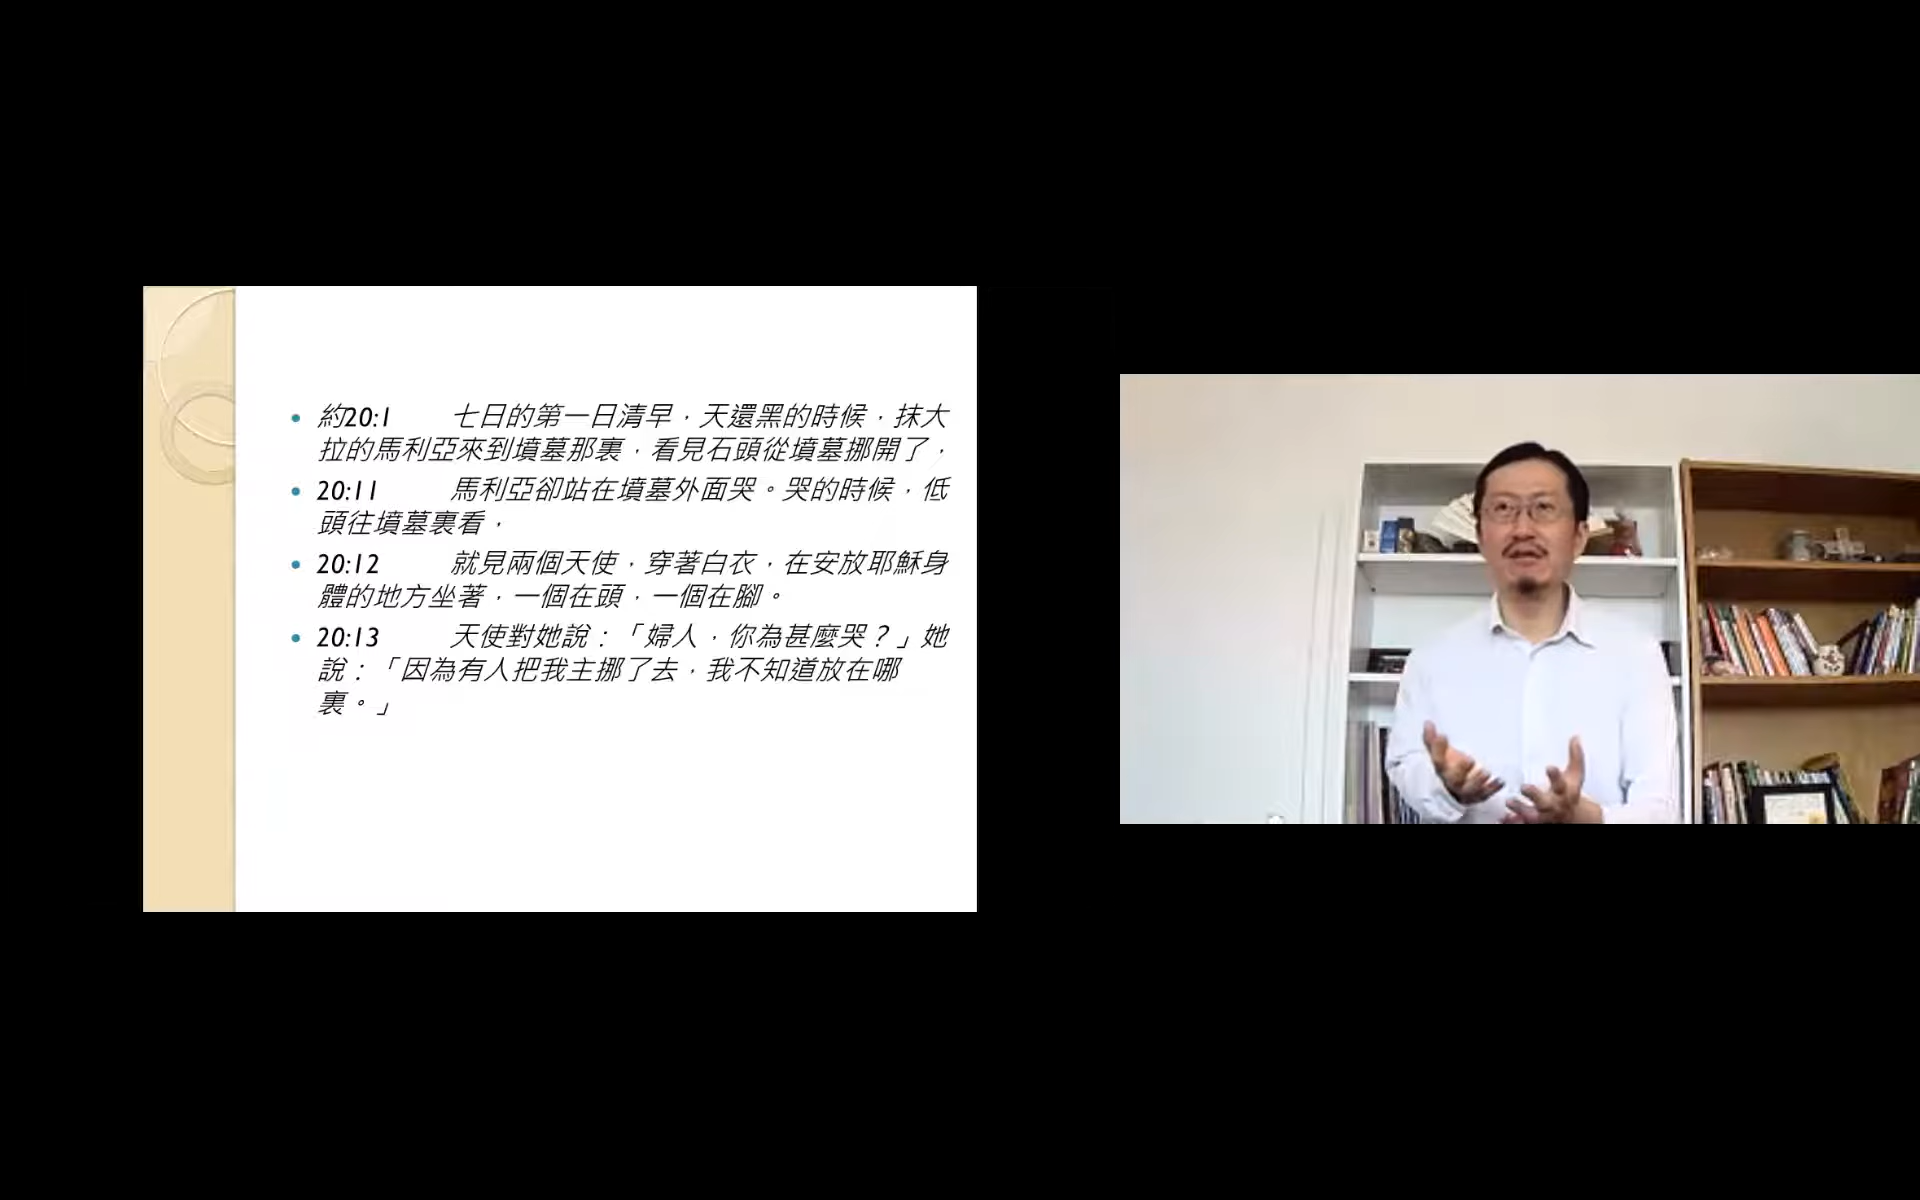 約20:1 七日的第一日清早，天還黑的時候，抹大
拉的馬利亞來到墳墓那裏，看見石頭從墳墓挪開了，
20:11 馬利亞卻站在墳墓外面哭。哭的時候，低
頭往墳墓裏看，
20:12 就見兩個天使，穿著白衣，在安放耶穌身
體的地方坐著，一個在頭，一個在腳。
20:13 天使對她說：「婦人，你為甚麼哭？」她
說：「因為有人把我主挪了去，我不知道放在哪
裏。」